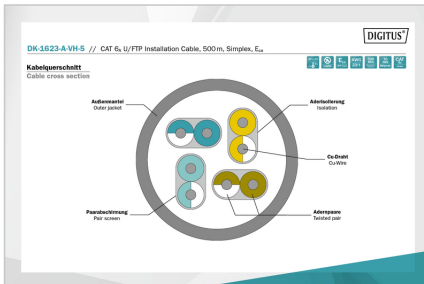 DIGITUS®
DK-1623-A-VH-5 // CAT 6A U/FTP Installation Cable, 500 m, Simplex, Eca
Kabelquerschnitt
Cable cross section
Außenmantel
Outer jacket
Aderisolierung
Isolation
Cu-Draht
Cu-Wire
Paarabschirmung
Pair screen
Adernpaare
Twisted pair